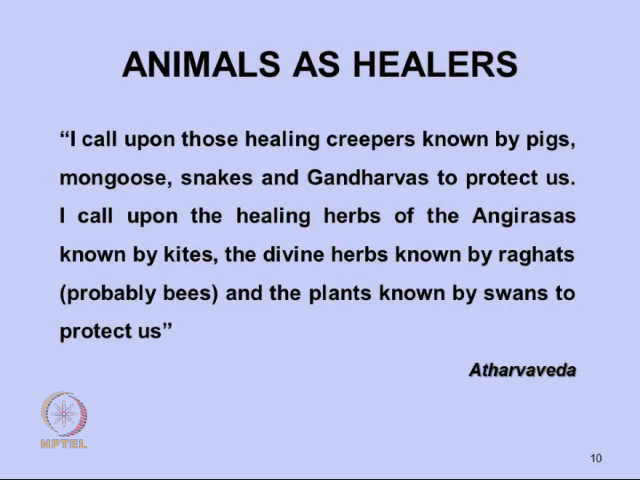 ANIMALS AS HEALERS
“I call upon those healing creepers known by pigs,
mongoose, snakes and Gandharvas to protect us.
I call upon the healing herbs of the Angirasas
known by kites, the divine herbs known by raghats
(probably bees) and the plants known by swans to
protect us”
Atharvaveda
NPTEL
10